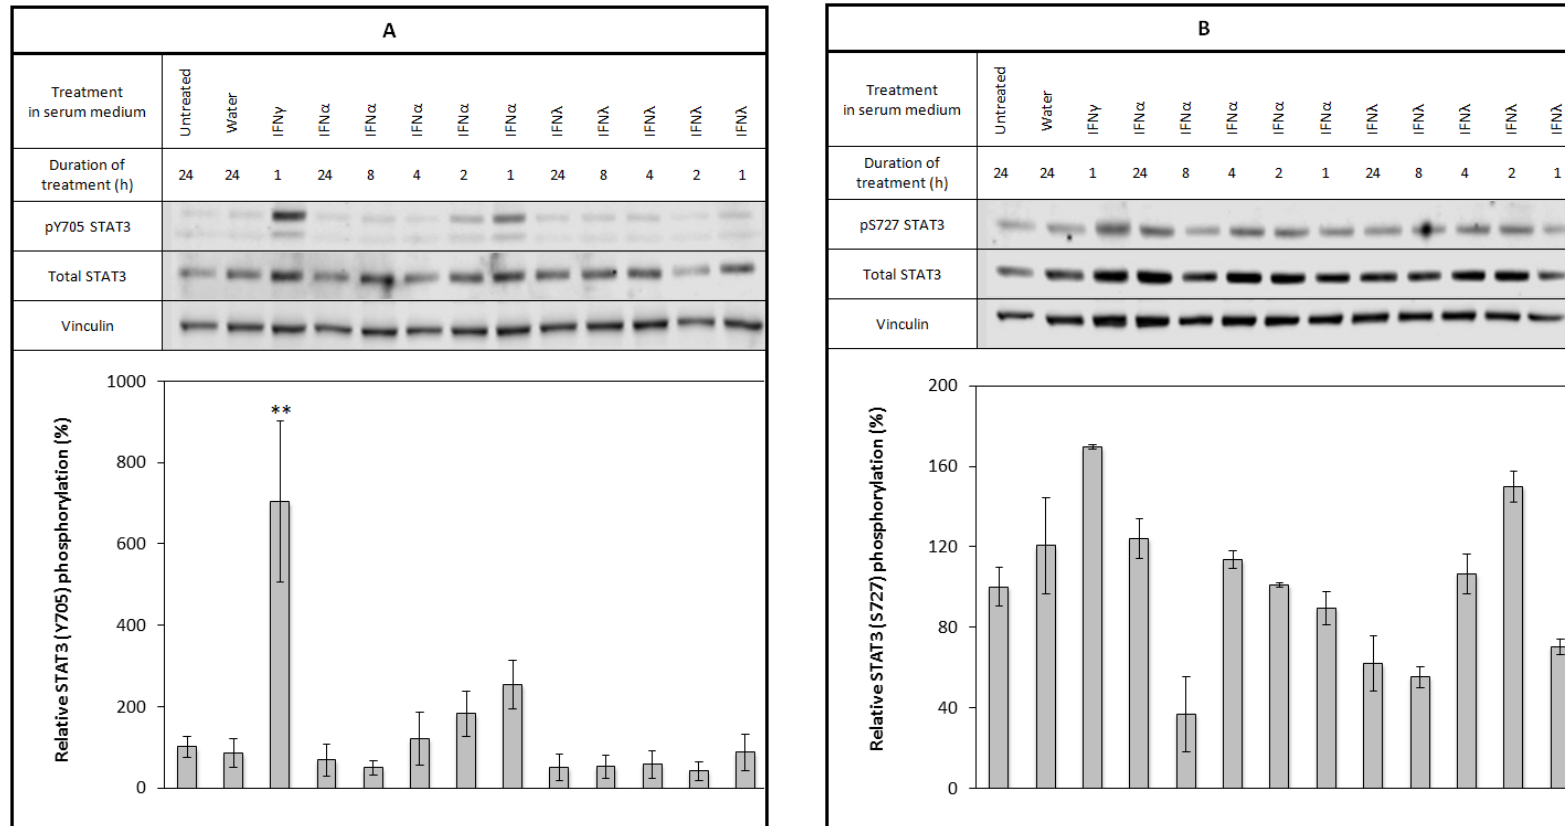 A
Treatment
in serum medium
Untreated
Water
IFNγ
IFNα
IFNα
IFNα
IFNα
IFNα
IFNλ
IFNλ
IFNλ
IFNλ
IFNλ
Duration of
treatment (h)
24 24 1 24 8 4 2 1 24 8 4 2 1
pY705 STAT3
Total STAT3
Vinculin
Relative STAT3 (Y705) phosphorylation (%)
1000
800
600
400
200
0
**
B
Treatment
in serum medium
Untreated
Water
IFNγ
IFNα
IFNα
IFNα
IFNα
IFNα
IFNλ
IFNλ
IFNλ
IFNλ
IFNλ
Duration of
treatment (h)
24 24 1 24 8 4 2 1 24 8 4 2 1
pS727 STAT3
Total STAT3
Vinculin
Relative STAT3 (S727) phosphorylation (%)
200
160
120
80
40
0